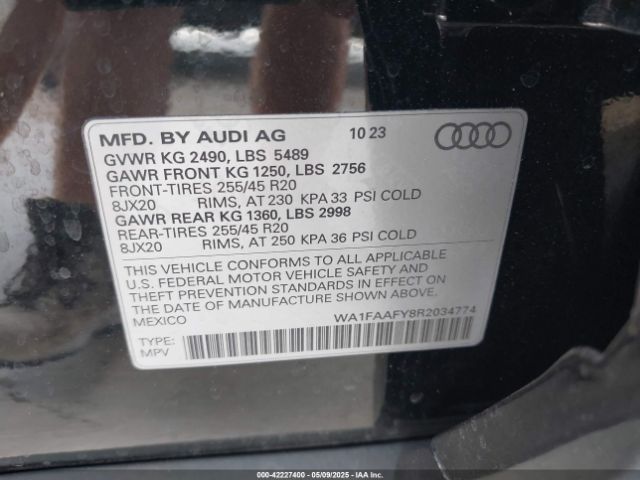 MFD. BY AUDI AG 10 23
GVWR KG 2490, LBS 5489
GAWR FRONT KG 1250, LBS 2756
FRONT-TIRES 255/45 R20
8JX20 RIMS, AT 230 KPA 33 PSI COLD
GAWR REAR KG 1360, LBS 2998
REAR-TIRES 255/45 R20
8JX20 RIMS, AT 250 KPA 36 PSI COLD
THIS VEHICLE CONFORMS TO ALL APPLICABLE
U.S. FEDERAL MOTOR VEHICLE SAFETY AND
THEFT PREVENTION STANDARDS IN EFFECT ON
THE DATE OF MANUFACTURE SHOWN ABOVE.
MEXICO WA1FAAFY8R2034774
TYPE:
MPV
000-42227400 - 05/09/2025 - IAAI.COM